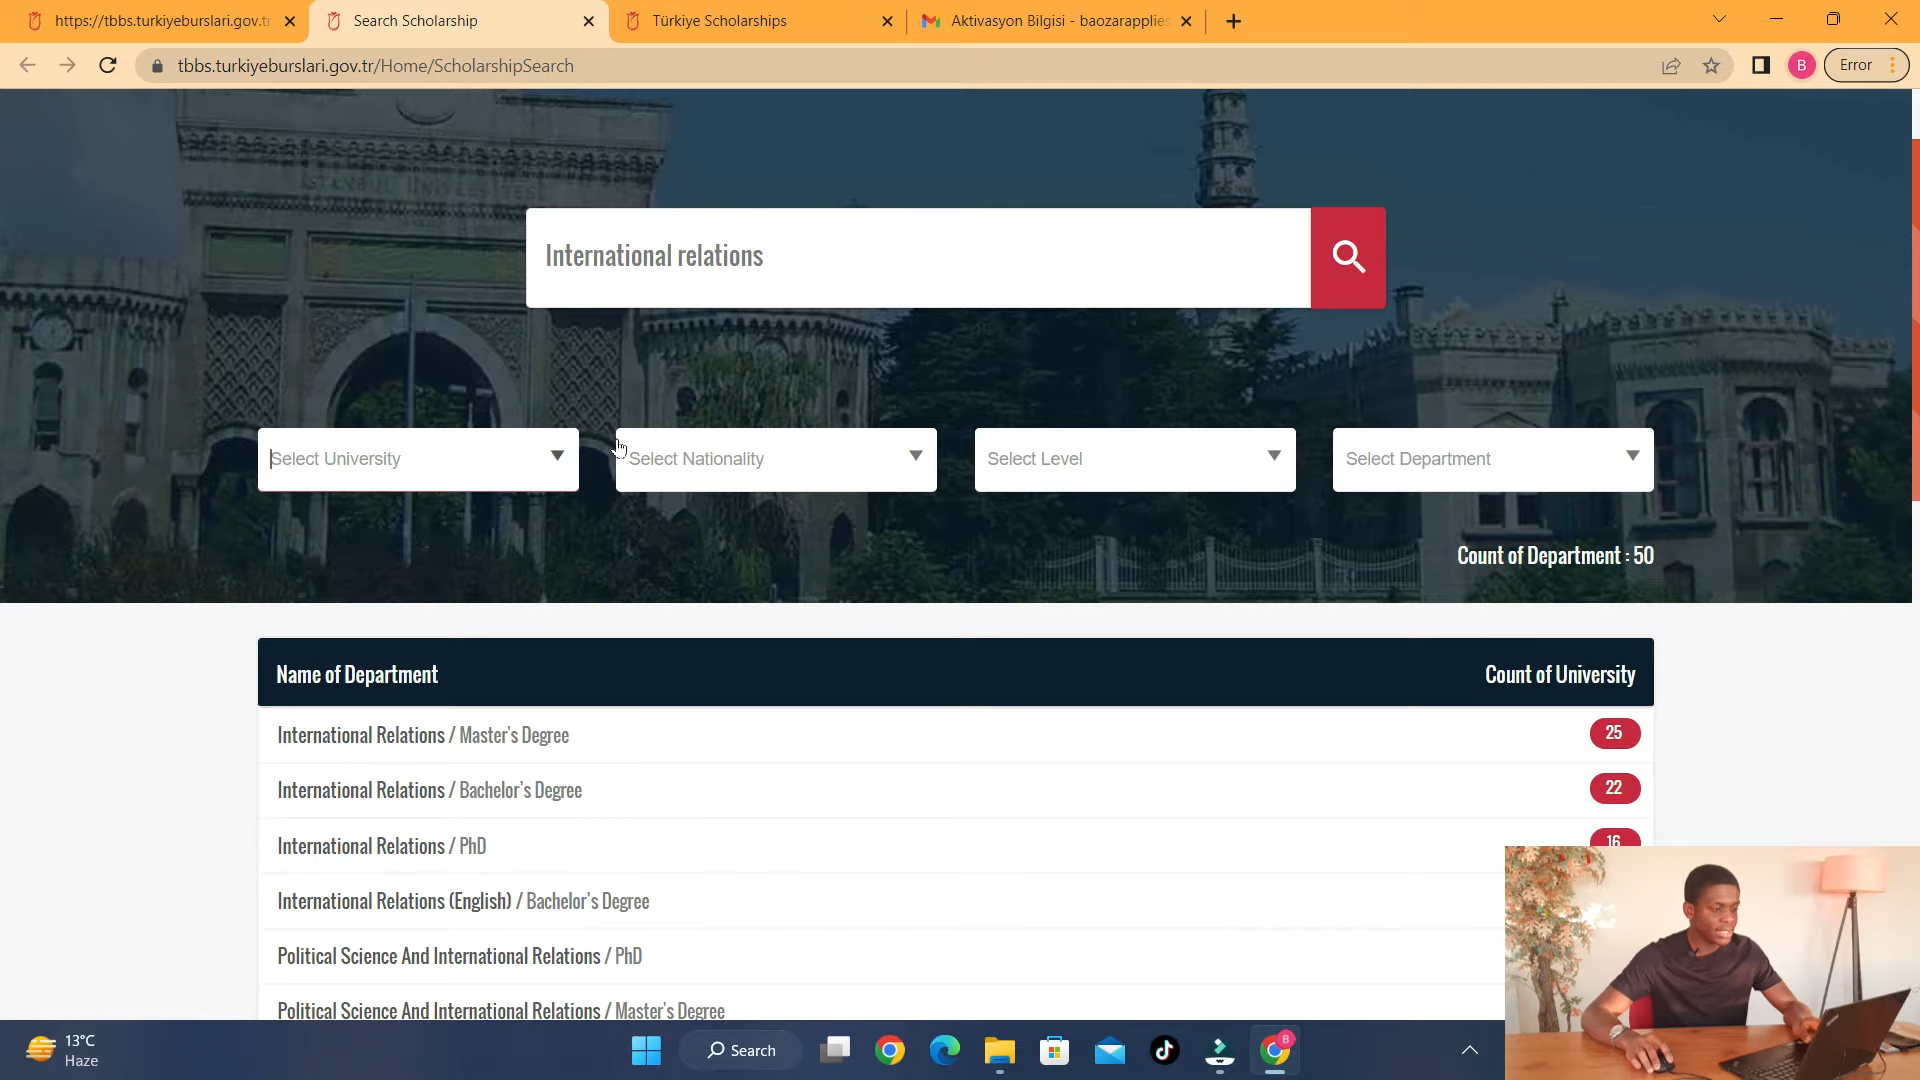 https://tbbs.turkiyeburslari.gov.tr
Search Scholarship
Türkiye Scholarships
Aktivasyon Bilgisi - baozarapplies
tbbs.turkiyeburslari.gov.tr/Home/ScholarshipSearch
B
Error
ISTANBUL
International relations
Select University
Select Nationality
Select Level
Select Department
Count of Department : 50
Name of Department
Count of University
International Relations / Master's Degree
25
International Relations / Bachelor's Degree
22
International Relations / PhD
16
International Relations (English) / Bachelor's Degree
Political Science And International Relations / PhD
Political Science And International Relations / Master's Degree
13°C
Haze
Search
B